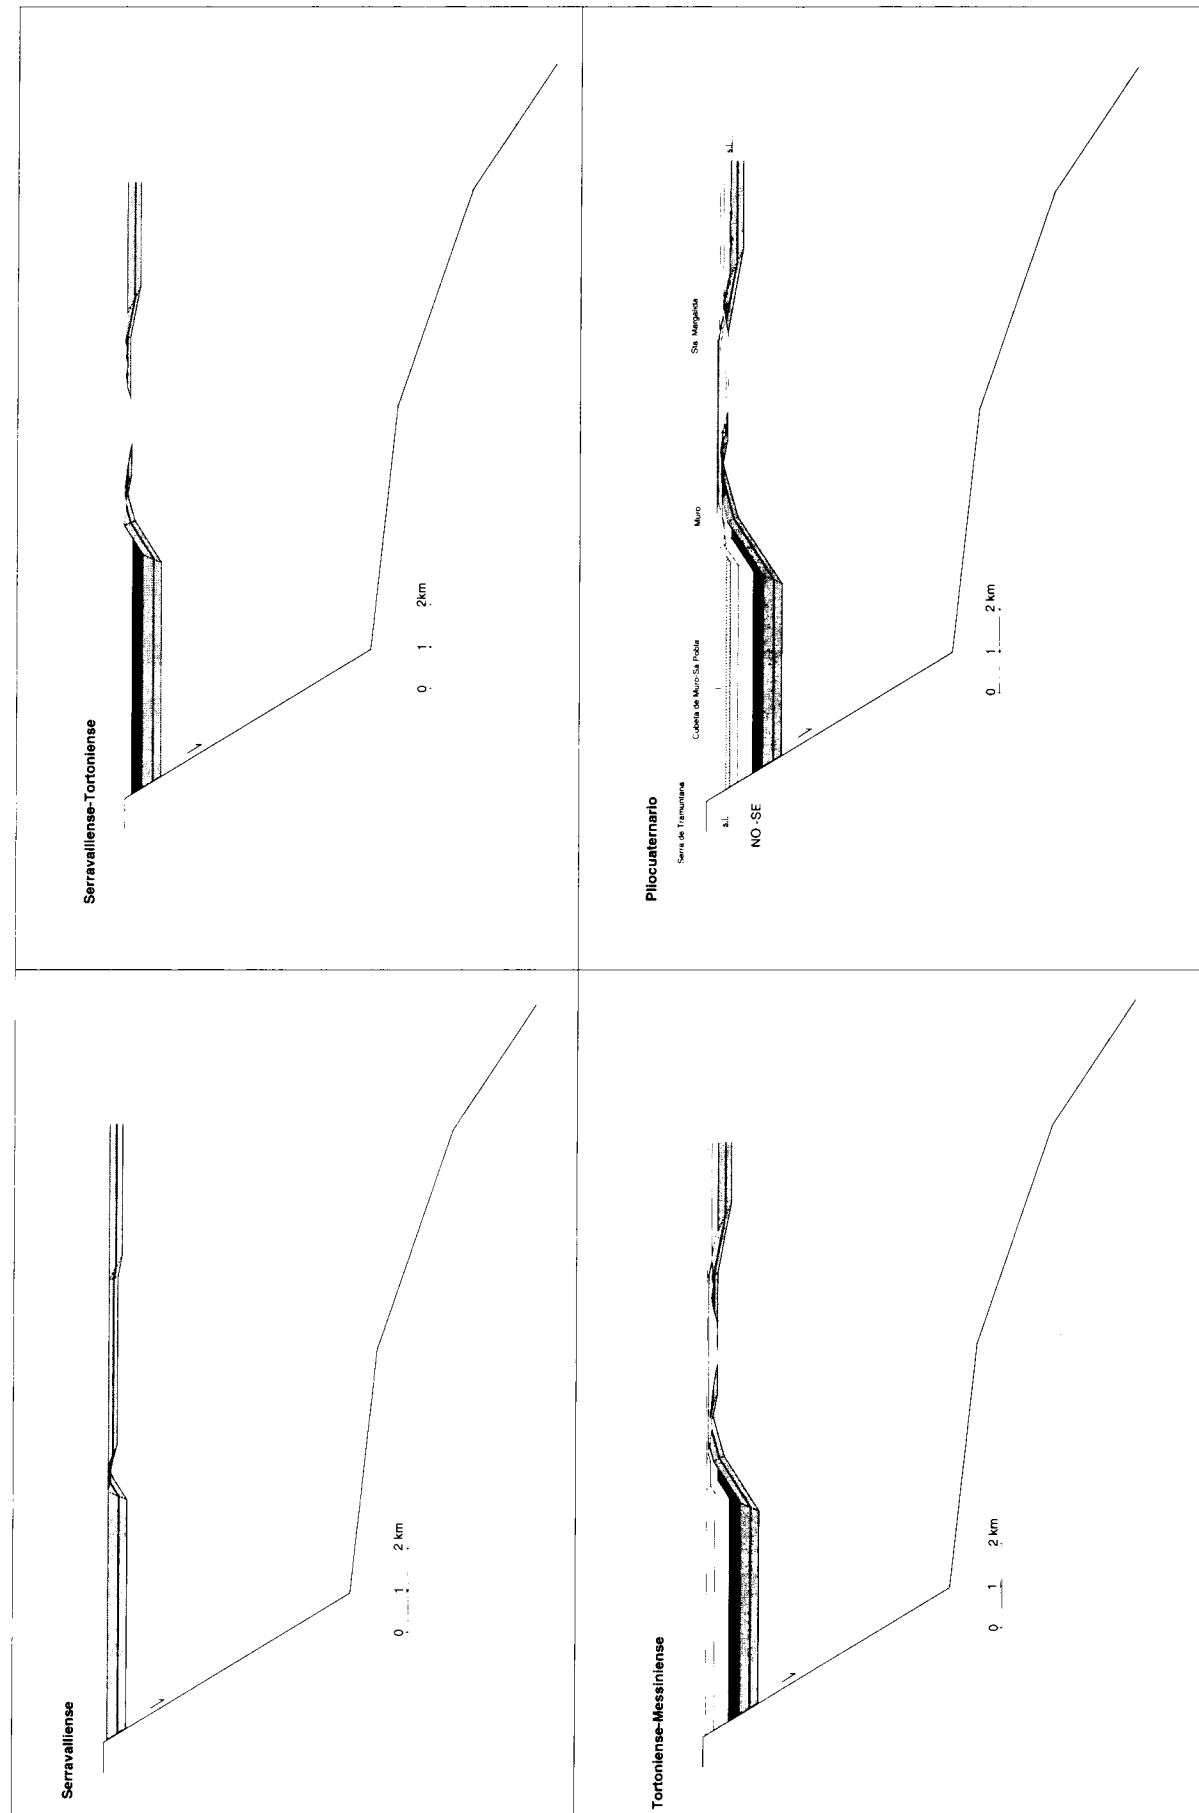 Serravalliense
0 1 2 km
Serravalliense-Tortoniense
0 1 2km
Tortoniense-Messiniense
0 1 2 km
Pliocuaternario
Serra de Tramuntana
Cubeta de Muro-Sa Pobla
Muro
Sta Margalida
s.l.
s.l.
NO -SE
0 1 2 km